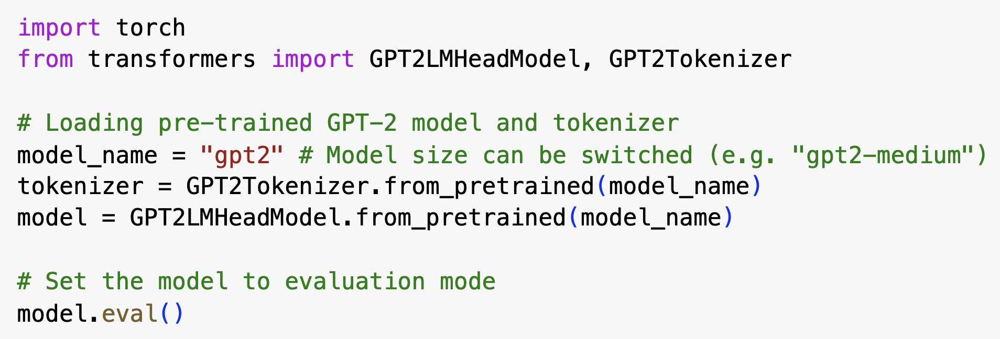 import torch
from transformers import GPT2LMHeadModel, GPT2Tokenizer
# Loading pre-trained GPT-2 model and tokenizer
model_name = "gpt2" # Model size can be switched (e.g. "gpt2-medium")
tokenizer = GPT2Tokenizer.from_pretrained(model_name)
model = GPT2LMHeadModel.from_pretrained(model_name)
# Set the model to evaluation mode
model.eval()